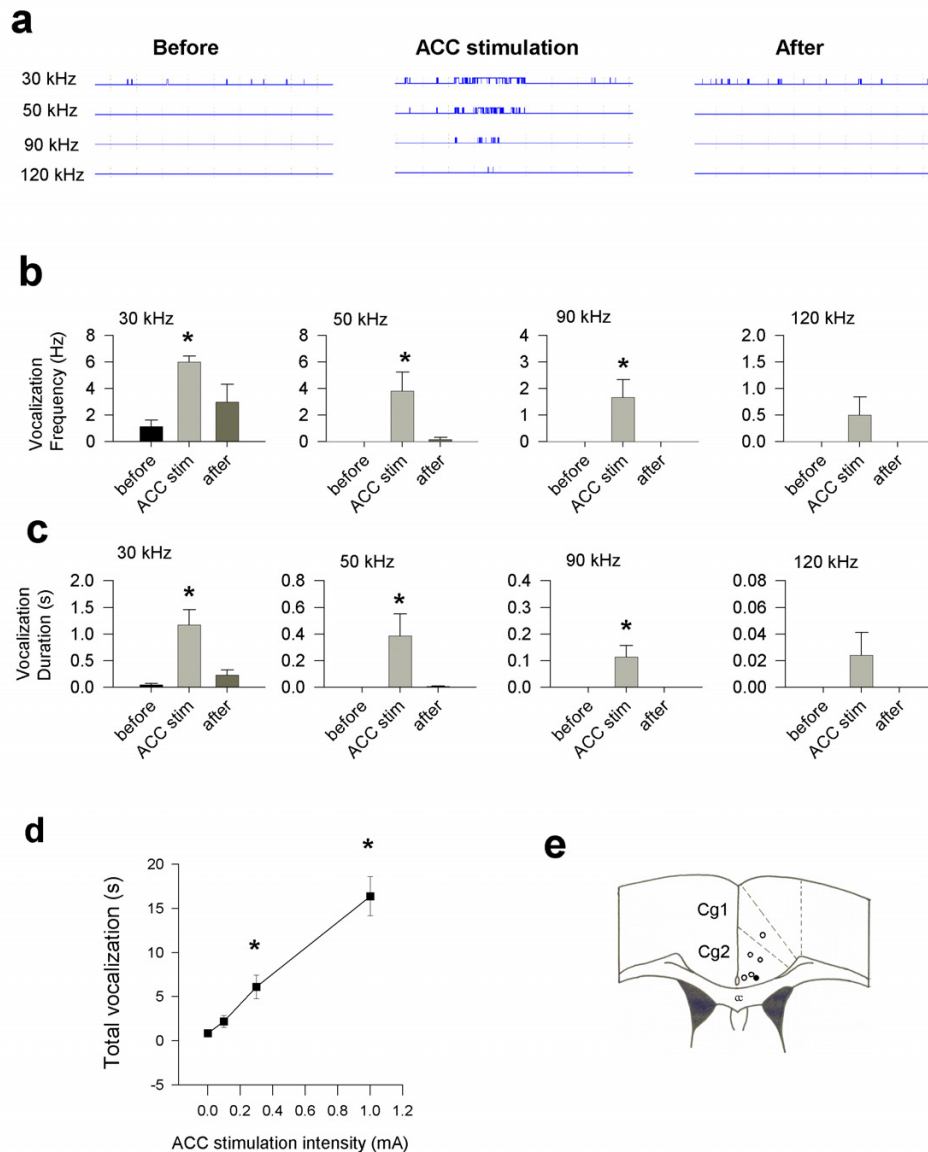 a
Before ACC stimulation After
30 kHz
50 kHz
90 kHz
120 kHz
b
30 kHz 50 kHz 90 kHz 120 kHz
Vocalization
Frequency (Hz)
8 8 4 2.0
6 6 3 1.5
4 4 2 1.0
2 2 1 0.5
0 0 0 0.0
* * *
before ACC stim after before ACC stim after before ACC stim after before ACC stim after
c
30 kHz 50 kHz 90 kHz 120 kHz
Vocalization
Duration (s)
2.0 0.8 0.4 0.08
1.5 0.6 0.3 0.06
1.0 0.4 0.2 0.04
0.5 0.2 0.1 0.02
0.0 0.0 0.0 0.00
* * *
before ACC stim after before ACC stim after before ACC stim after before ACC stim after
d
Total vocalization (s)
20
15
10
5
0
-5
* *
0.0 0.2 0.4 0.6 0.8 1.0 1.2
ACC stimulation intensity (mA)
e
Cg1
Cg2
cc